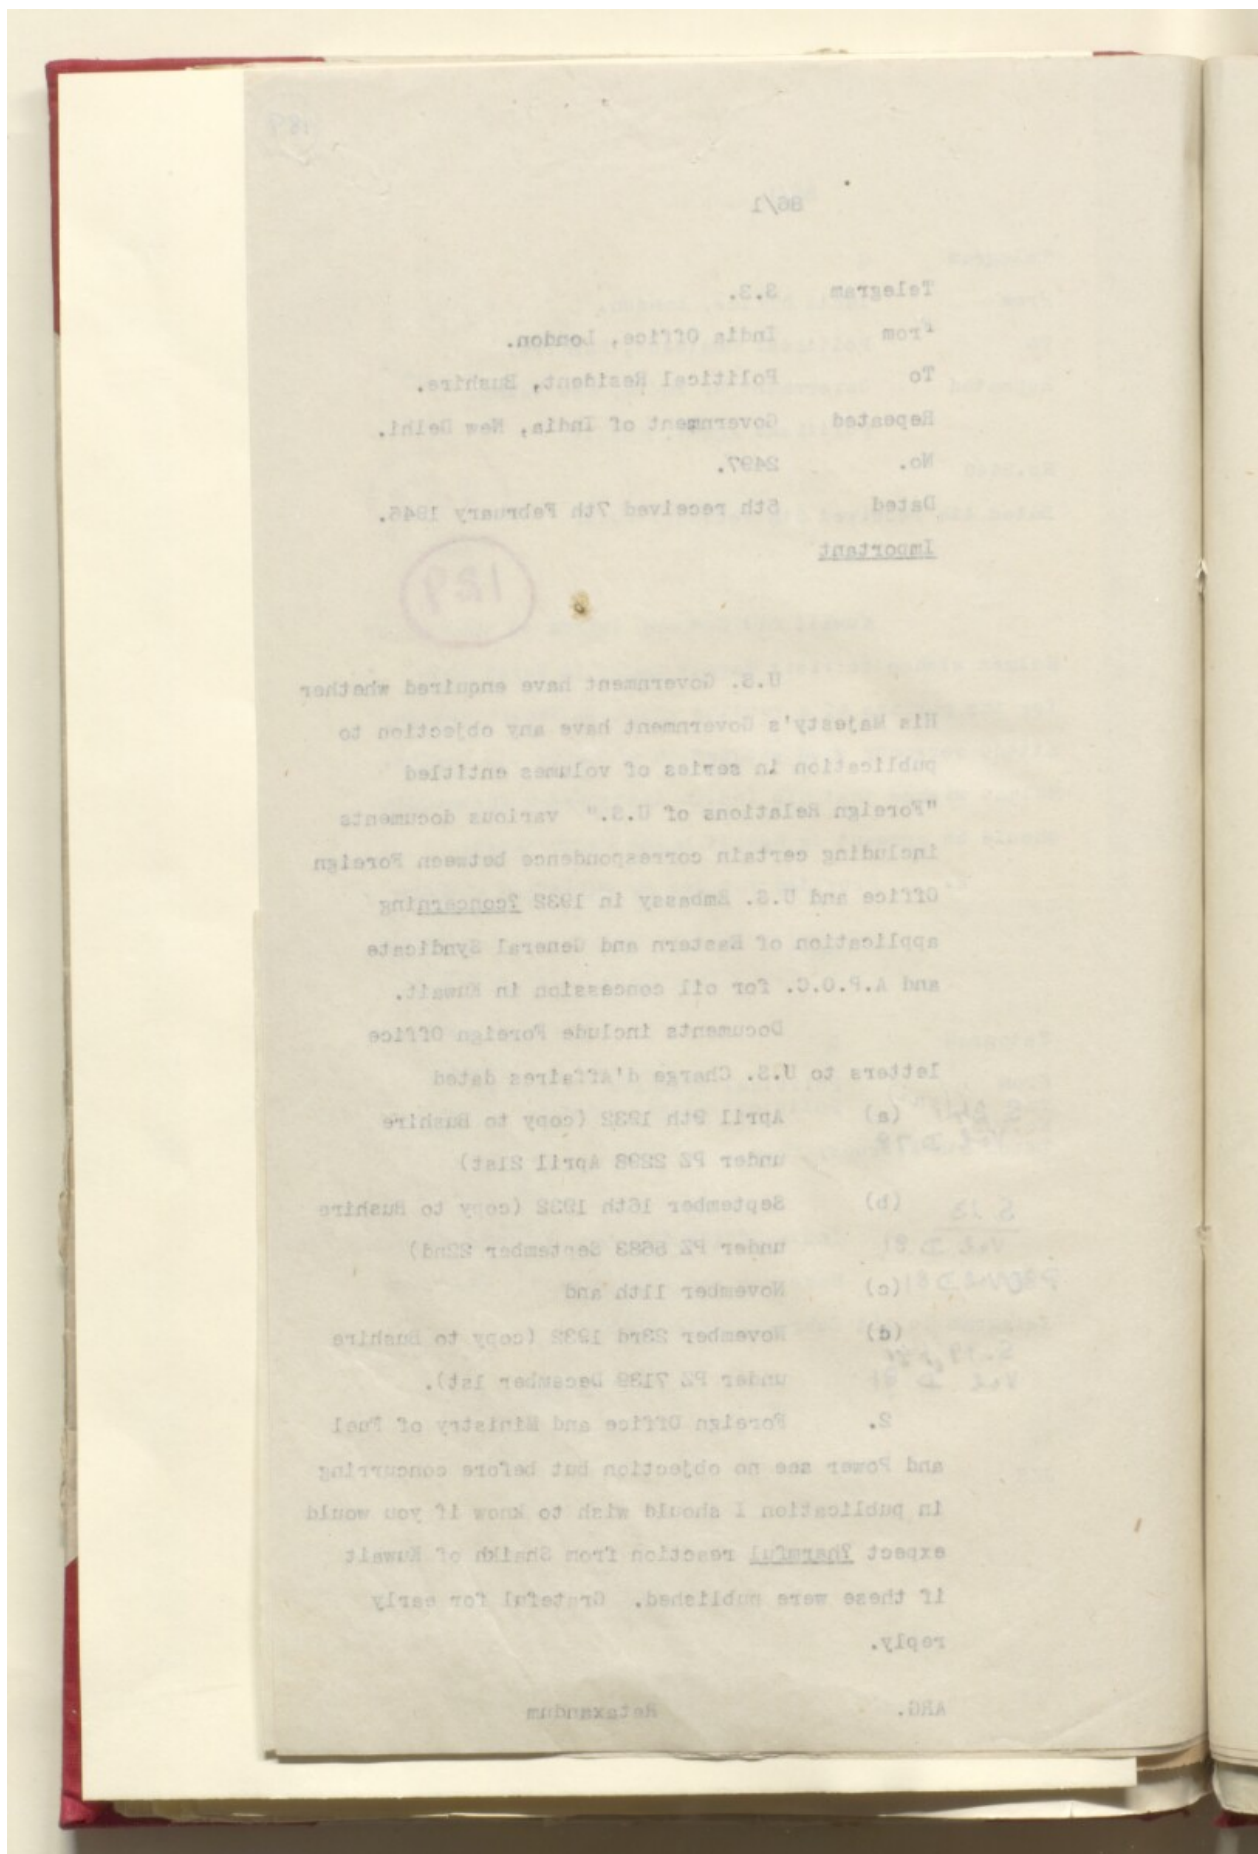 86/1
Telegram S.3.
From India Office, London.
To Political Resident, Bushire.
Repeated Government of India, New Delhi.
No. 2497.
Dated 5th received 7th February 1946.
Important
189
U.S. Government have enquired whether
His Majesty's Government have any objection to
publication in series of volumes entitled
"Foreign Relations of U.S." various documents
including certain correspondence between Foreign
Office and U.S. Embassy in 1932 ?concerning
application of Eastern and General Syndicate
and A.P.O.C. for oil concession in Kuwait.
Documents include Foreign Office
letters to U.S. Charge d'Affaires dated
(a) April 9th 1932 (copy to Bushire
under PZ 2298 April 21st)
(b) September 16th 1932 (copy to Bushire
under PZ 5683 September 22nd)
(c) November 11th and
(d) November 23rd 1932 (copy to Bushire
under PZ 7139 December 1st).
2. Foreign Office and Ministry of Fuel
and Power see no objection but before concurring
in publication I should wish to know if you would
expect ?harmful reaction from Shaikh of Kuwait
if these were published. Grateful for early
reply.
ARG. Retaxandum